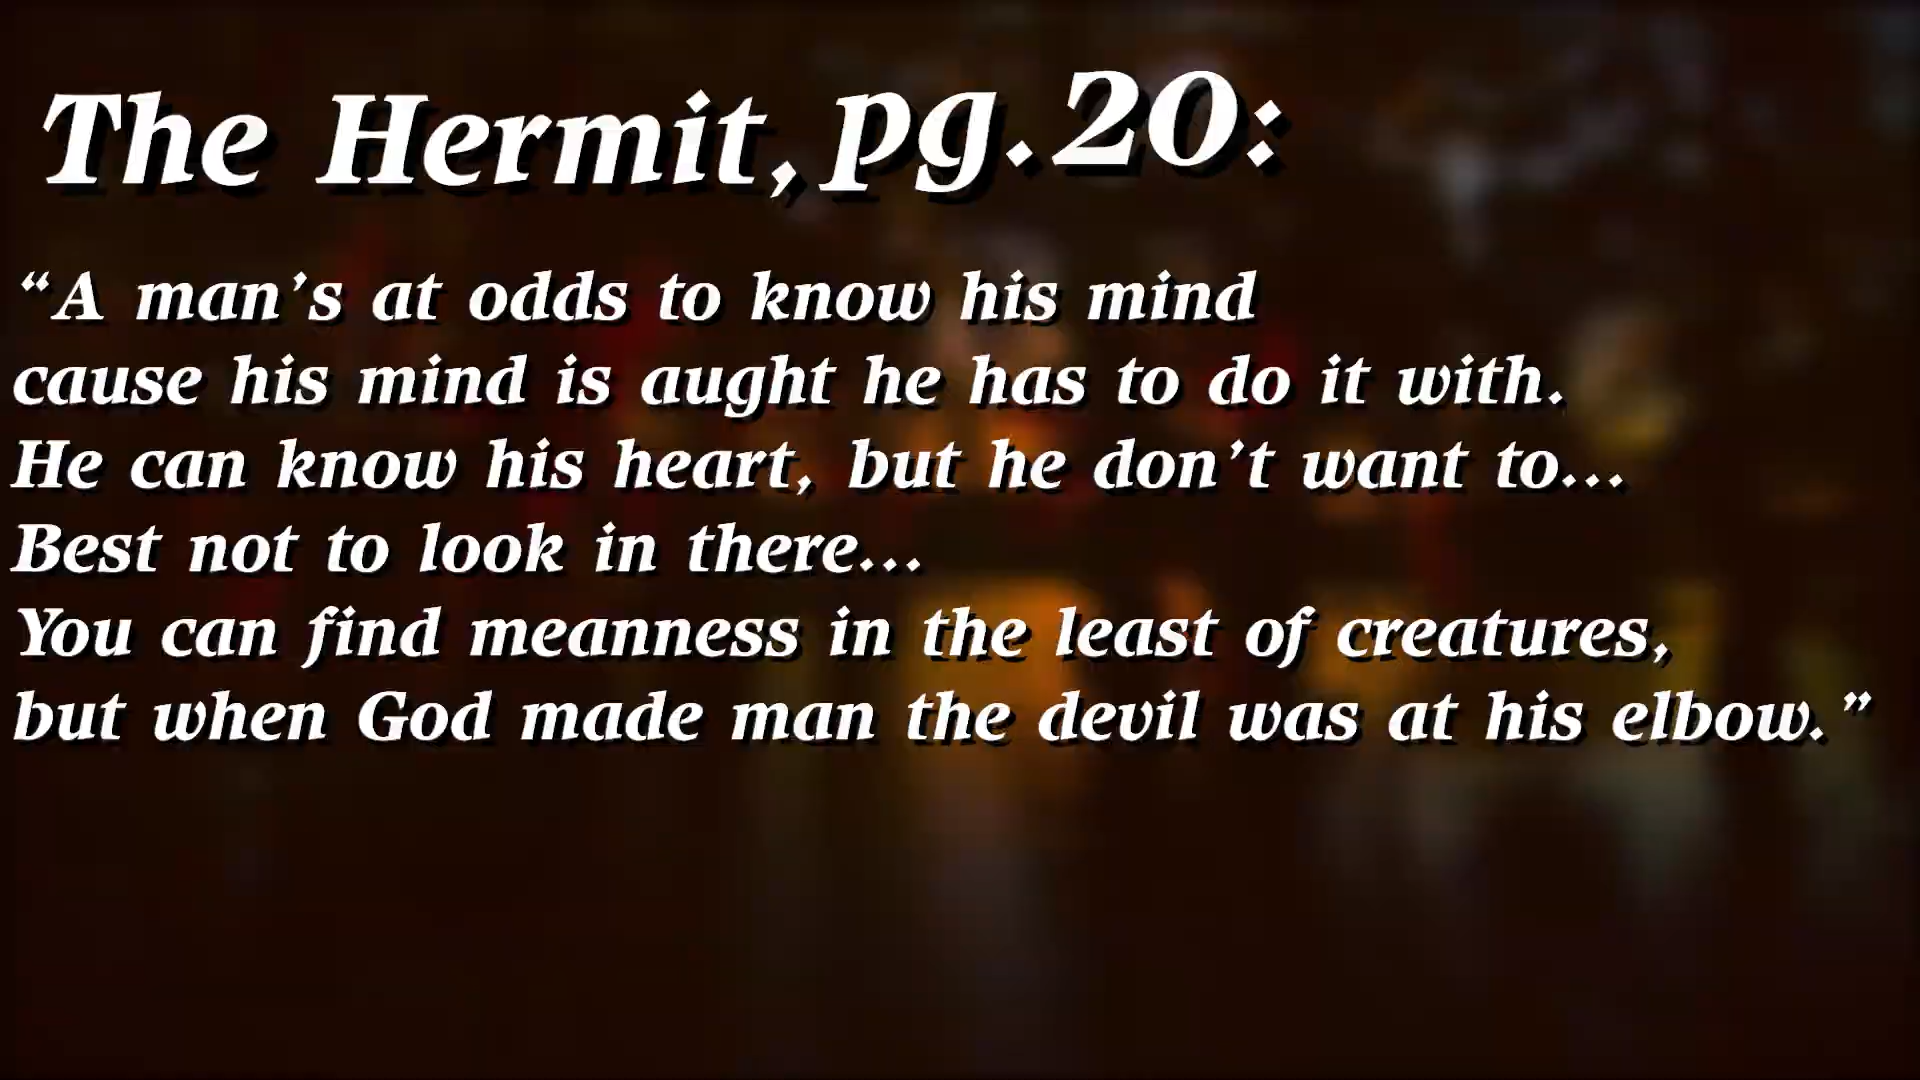 The Hermit, pg.20:
“A man’s at odds to know his mind
cause his mind is aught he has to do it with.
He can know his heart, but he don’t want to...
Best not to look in there...
You can find meanness in the least of creatures,
but when God made man the devil was at his elbow.”